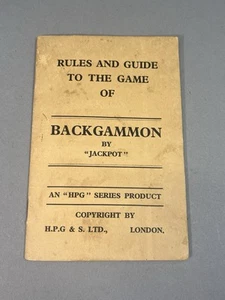 RULES AND GUIDE
TO THE GAME
OF
BACKGAMMON
BY
"JACKPOT"
AN "HPG" SERIES PRODUCT
COPYRIGHT BY
H.P.G & S. LTD., LONDON.